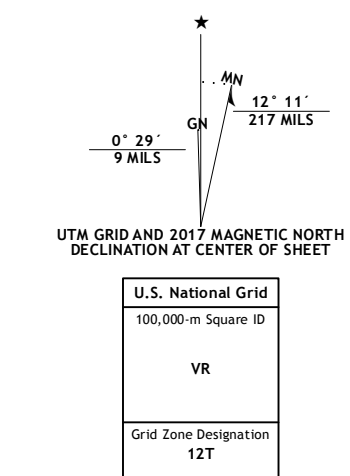 ★
MN
12° 11´
217 MILS
GN
0° 29´
9 MILS
UTM GRID AND 2017 MAGNETIC NORTH
DECLINATION AT CENTER OF SHEET
U.S. National Grid
100,000-m Square ID
VR
Grid Zone Designation
12T